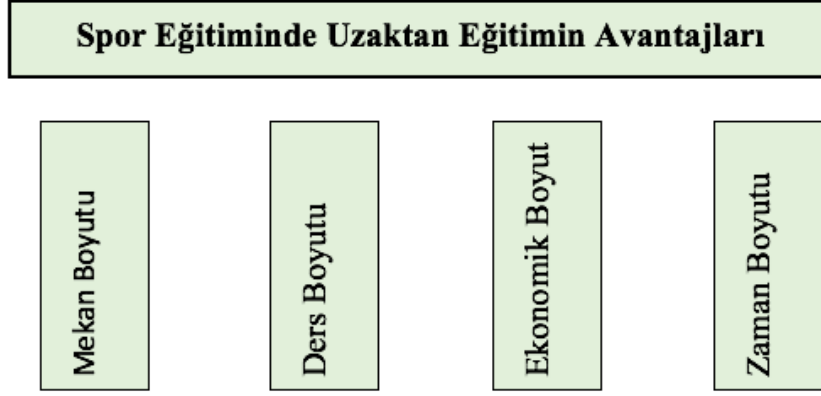 Spor Eğitiminde Uzaktan Eğitimin Avantajları
Mekan Boyutu
Ders Boyutu
Ekonomik Boyut
Zaman Boyutu